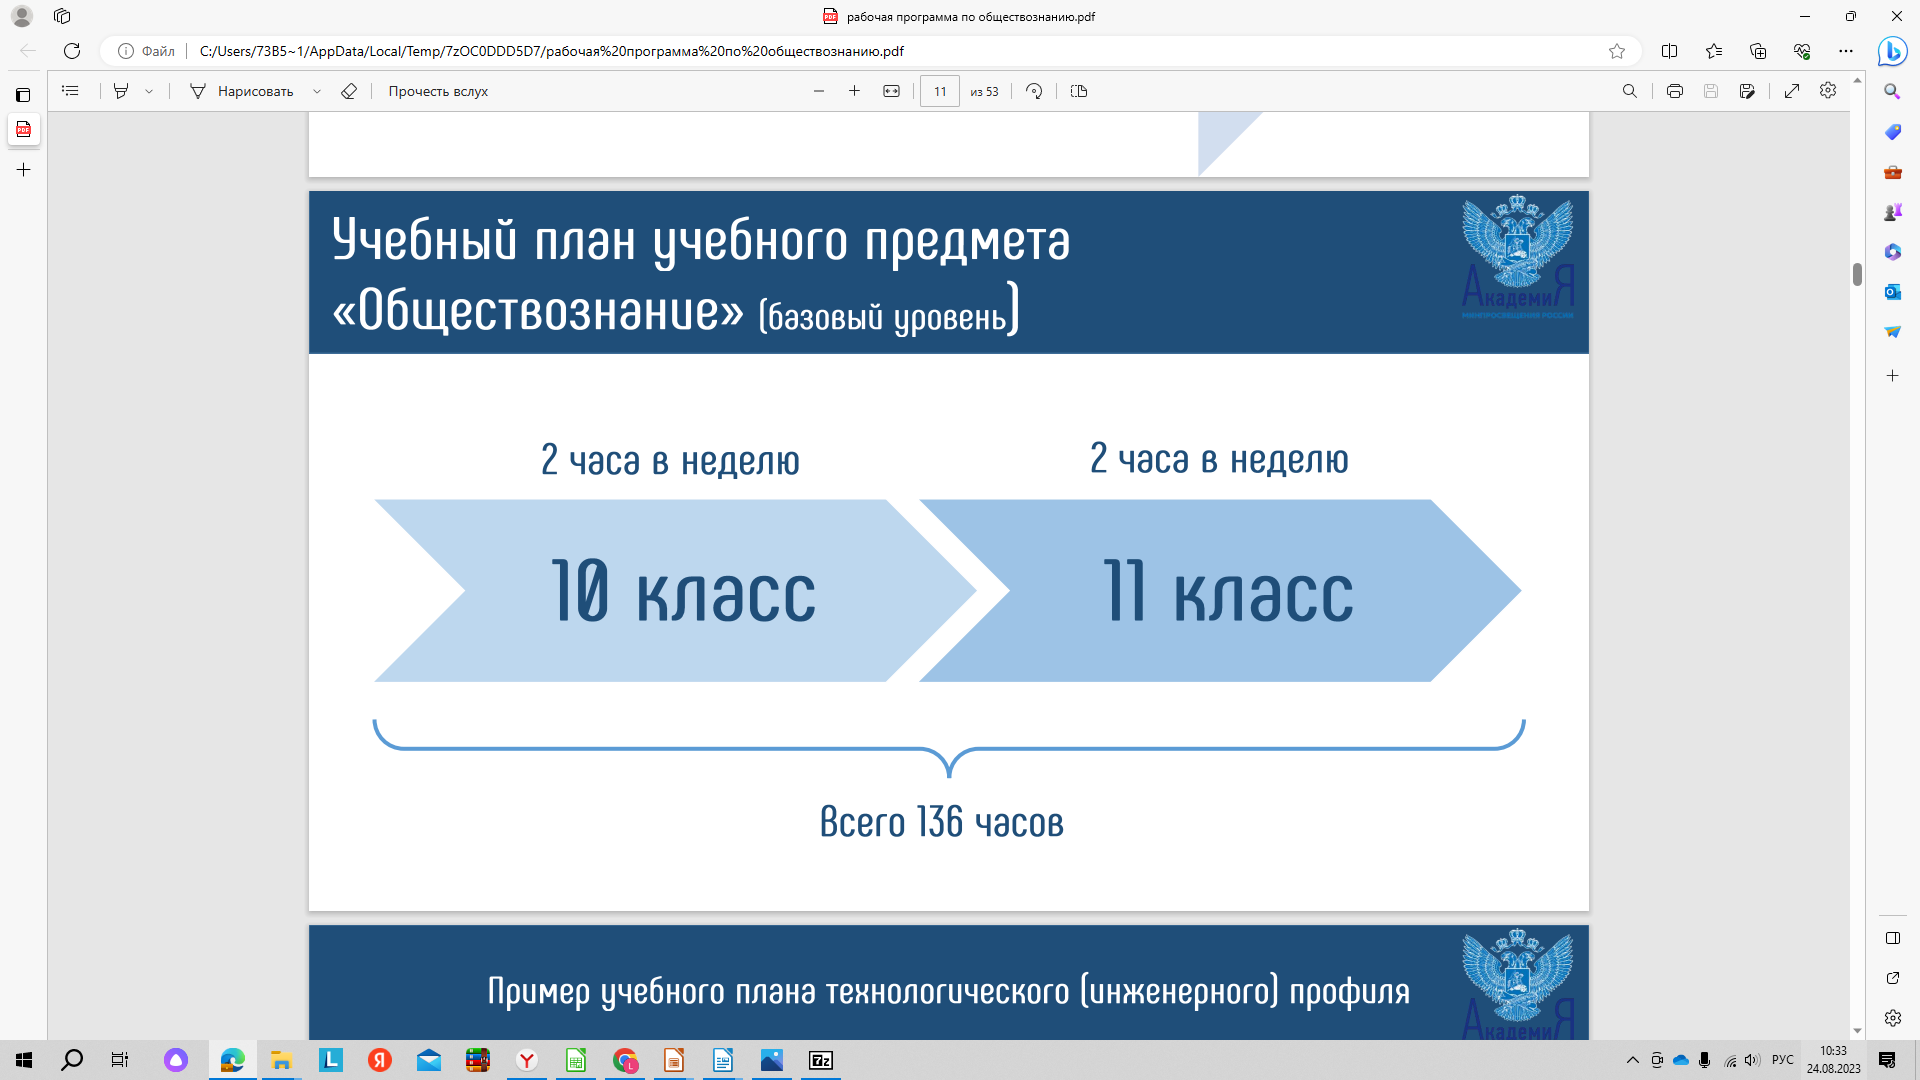 рабочая программа по обществознанию.pdf
Файл
C:/Users/73B5~1/AppData/Local/Temp/7zOC0DDD5D7/рабочая%20программа%20по%20обществознанию.pdf
Нарисовать
Прочесть вслух
11
из 53
Учебный план учебного предмета
«Обществознание» (базовый уровень)
АкадемиЯ
МИНПРОСВЕЩЕНИЯ РОССИИ
2 часа в неделю
2 часа в неделю
10 класс
11 класс
Всего 136 часов
Пример учебного плана технологического (инженерного) профиля
АкадемиЯ
РУС
10:33
24.08.2023